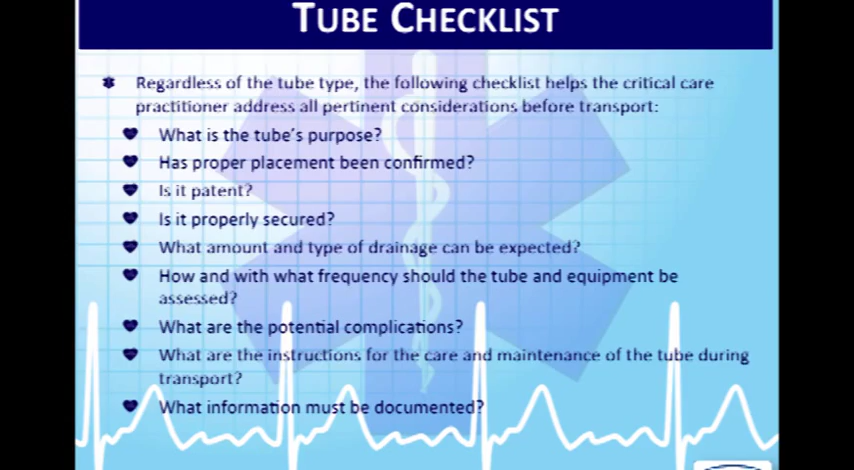 TUBE CHECKLIST
Regardless of the tube type, the following checklist helps the critical care
practitioner address all pertinent considerations before transport:
What is the tube's purpose?
Has proper placement been confirmed?
Is it patent?
Is it properly secured?
What amount and type of drainage can be expected?
How and with what frequency should the tube and equipment be
assessed?
What are the potential complications?
What are the instructions for the care and maintenance of the tube during
transport?
What information must be documented?